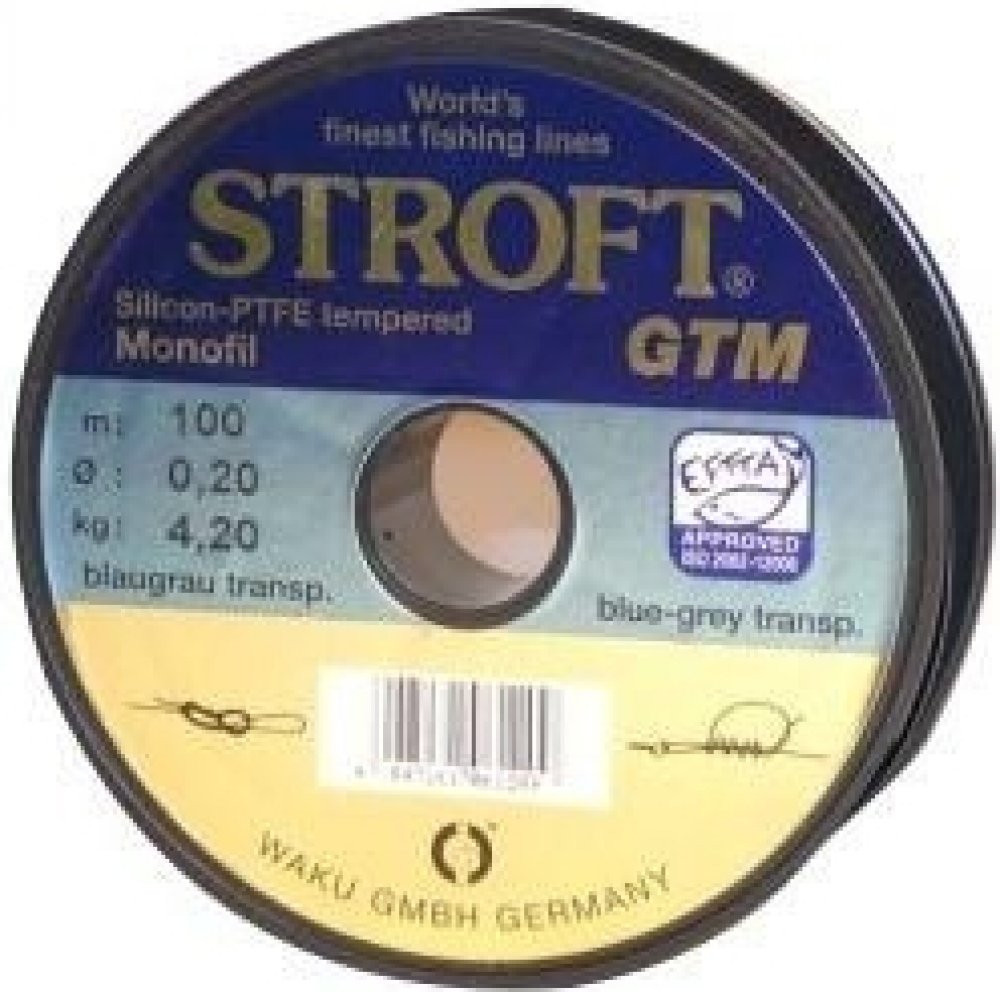 World's
finest fishing lines
STROFT®
Silicon-PTFE tempered
Monofil
GTM
m: 100
Ø : 0,20
kg: 4,20
blaugrau transp.
EFFTA
APPROVED
blue-grey transp.
WAKU GMBH GERMANY